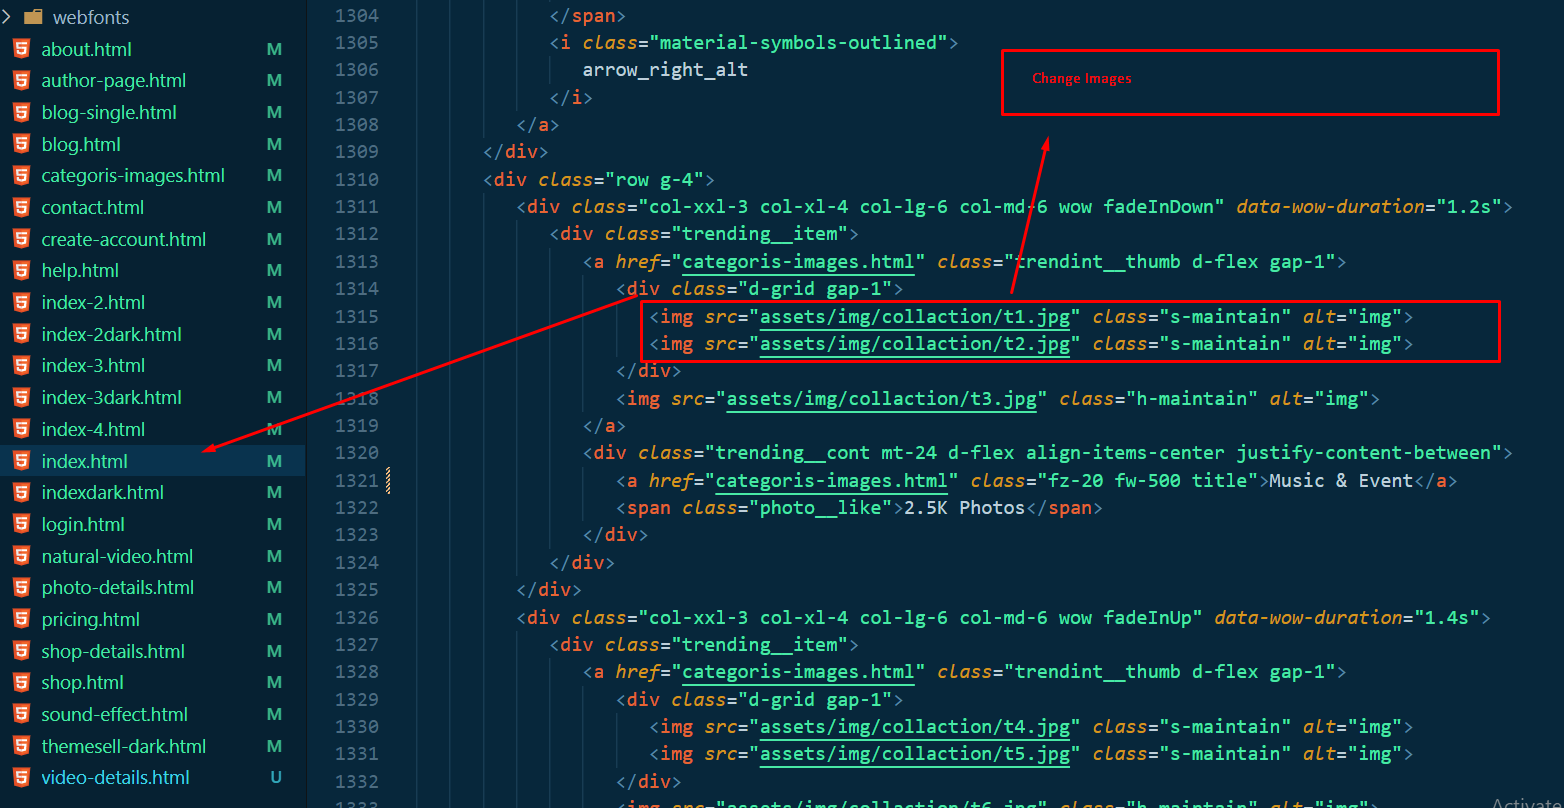 webfonts
about.html M
author-page.html M
blog-single.html M
blog.html M
categoris-images.html M
contact.html M
create-account.html M
help.html M
index-2.html M
index-2dark.html M
index-3.html M
index-3dark.html M
index-4.html M
index.html M
indexdark.html M
login.html M
natural-video.html M
photo-details.html M
pricing.html M
shop-details.html M
shop.html M
sound-effect.html M
themesell-dark.html M
video-details.html U
1304 </span>
1305 <i class="material-symbols-outlined">
1306 arrow_right_alt
1307 </i>
1308 </a>
1309 </div>
1310 <div class="row g-4">
1311 <div class="col-xxl-3 col-xl-4 col-lg-6 col-md-6 wow fadeInDown" data-wow-duration="1.2s">
1312 <div class="trending__item">
1313 <a href="categoris-images.html" class="trendint__thumb d-flex gap-1">
1314 <div class="d-grid gap-1">
1315 <img src="assets/img/collaction/t1.jpg" class="s-maintain" alt="img">
1316 <img src="assets/img/collaction/t2.jpg" class="s-maintain" alt="img">
1317 </div>
1318 <img src="assets/img/collaction/t3.jpg" class="h-maintain" alt="img">
1319 </a>
1320 <div class="trending__cont mt-24 d-flex align-items-center justify-content-between">
1321 <a href="categoris-images.html" class="fz-20 fw-500 title">Music & Event</a>
1322 <span class="photo__like">2.5K Photos</span>
1323 </div>
1324 </div>
1325 </div>
1326 <div class="col-xxl-3 col-xl-4 col-lg-6 col-md-6 wow fadeInUp" data-wow-duration="1.4s">
1327 <div class="trending__item">
1328 <a href="categoris-images.html" class="trendint__thumb d-flex gap-1">
1329 <div class="d-grid gap-1">
1330 <img src="assets/img/collaction/t4.jpg" class="s-maintain" alt="img">
1331 <img src="assets/img/collaction/t5.jpg" class="s-maintain" alt="img">
1332 </div>
1333 <img src="assets/img/collaction/t6.jpg" class="h-maintain" alt="img">
Change Images
Activate